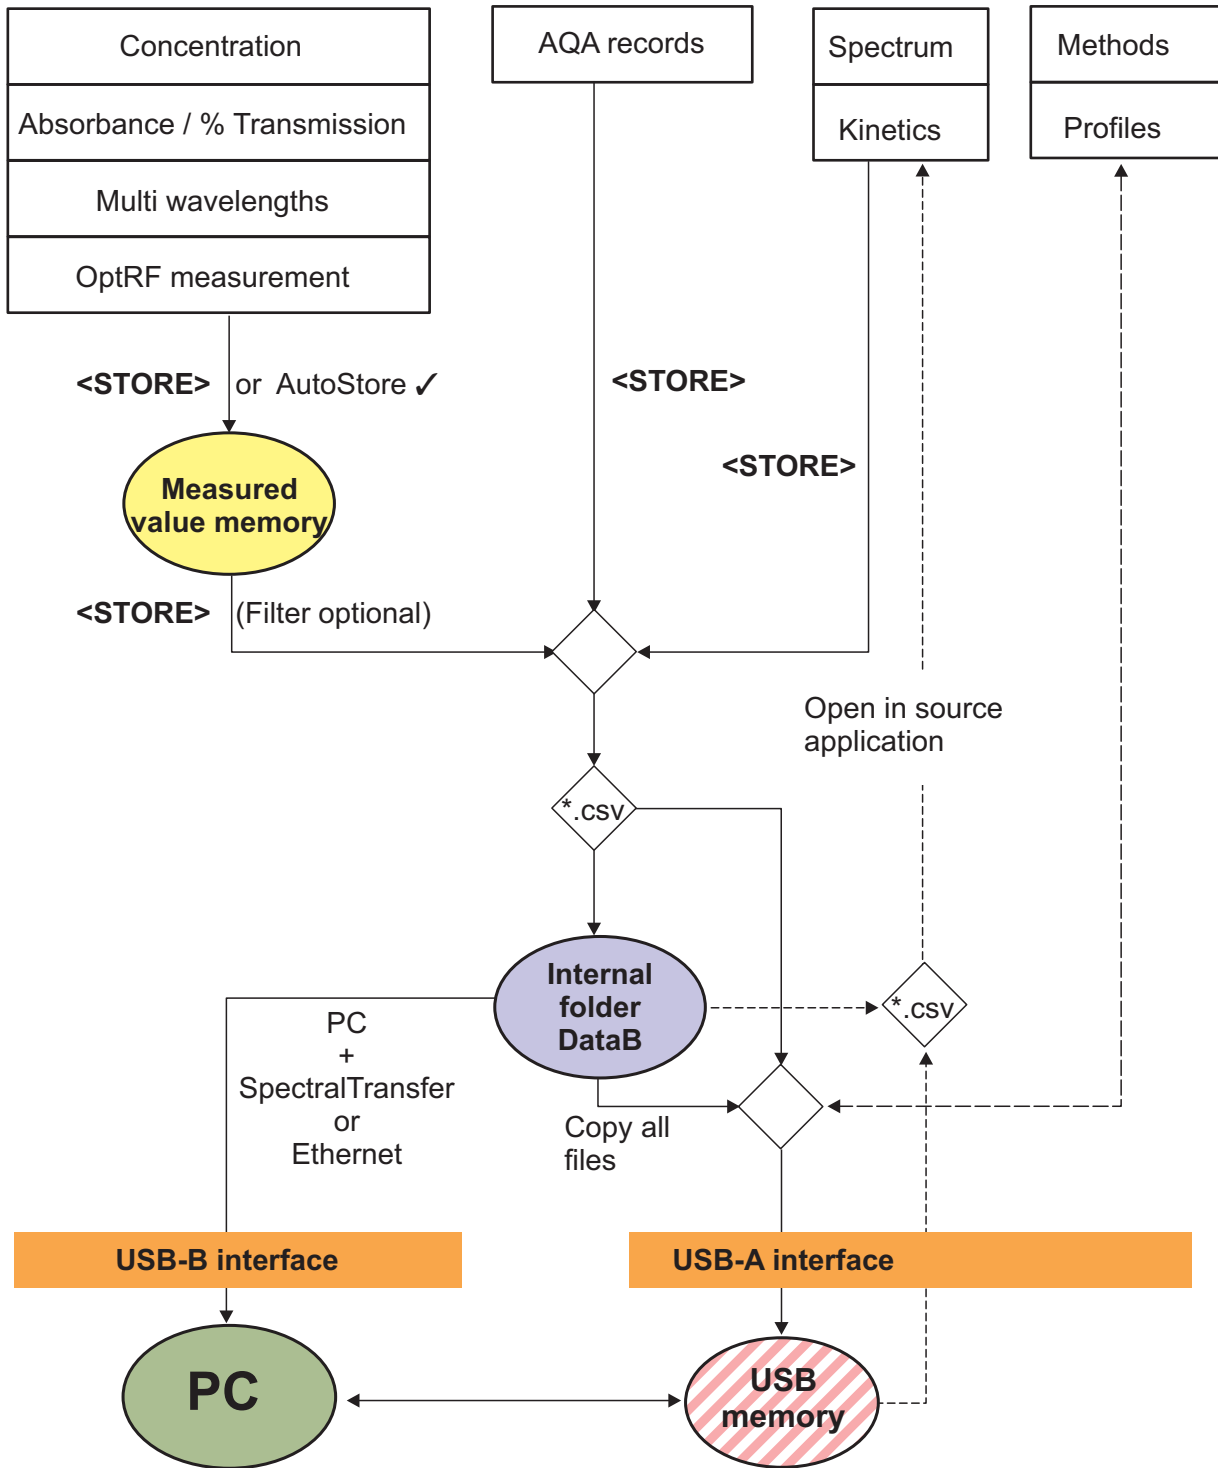 Concentration
Absorbance / % Transmission
Multi wavelengths
OptRF measurement
AQA records
Spectrum
Kinetics
Methods
Profiles
<STORE> or AutoStore ✓
<STORE>
<STORE>
Measured
value memory
<STORE> (Filter optional)
Open in source
application
*.csv
Internal
folder
DataB
*.csv
PC
+
SpectralTransfer
or
Ethernet
Copy all
files
USB-B interface
USB-A interface
PC
USB
memory